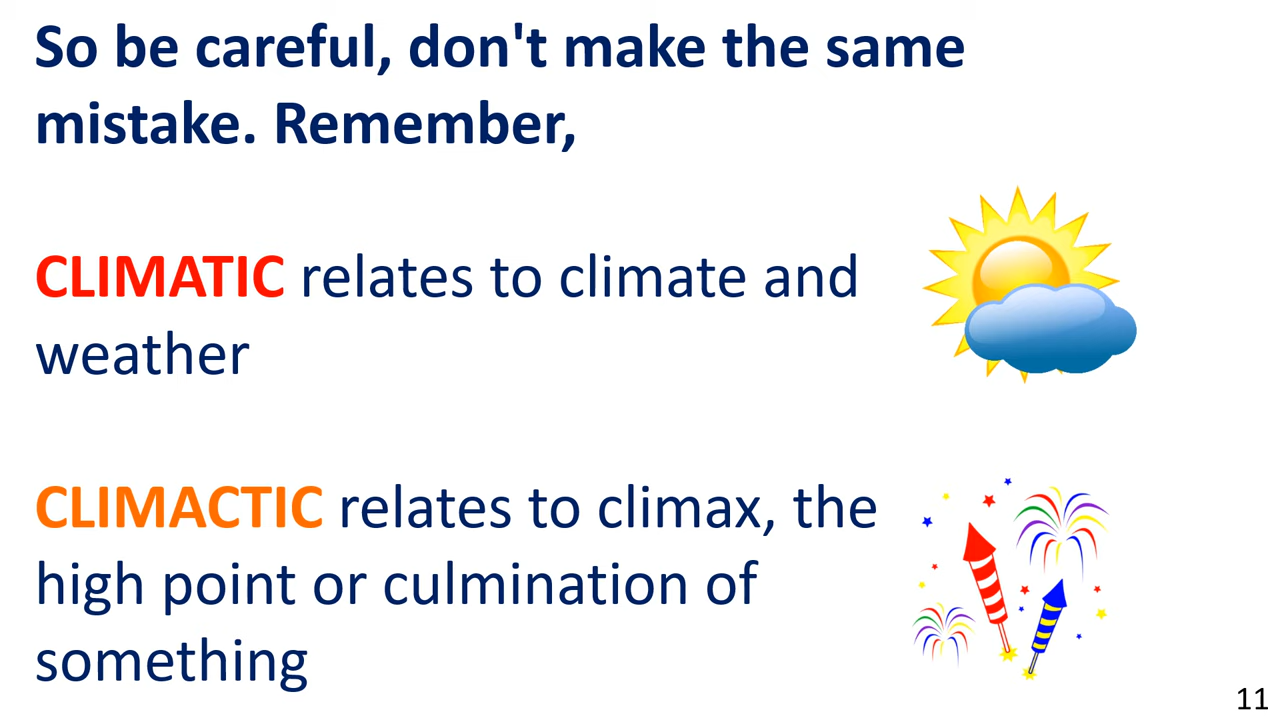 So be careful, don't make the same
mistake. Remember,
CLIMATIC relates to climate and
weather
CLIMACTIC relates to climax, the
high point or culmination of
something
11